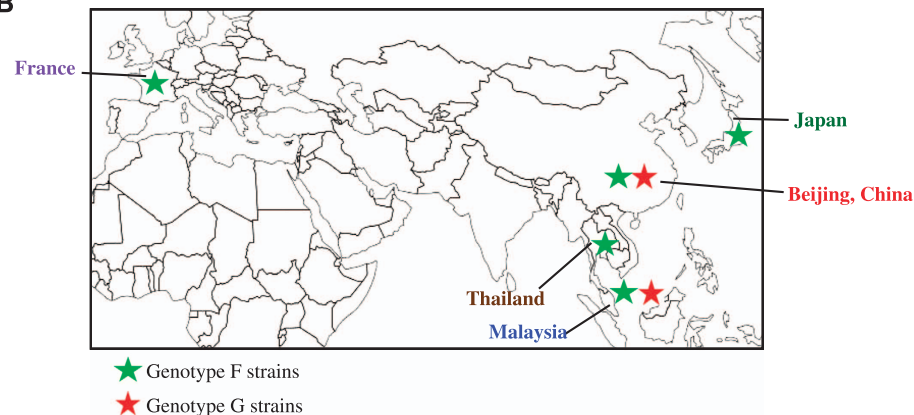 B
France
Japan
Beijing, China
Thailand
Malaysia
Genotype F strains
Genotype G strains